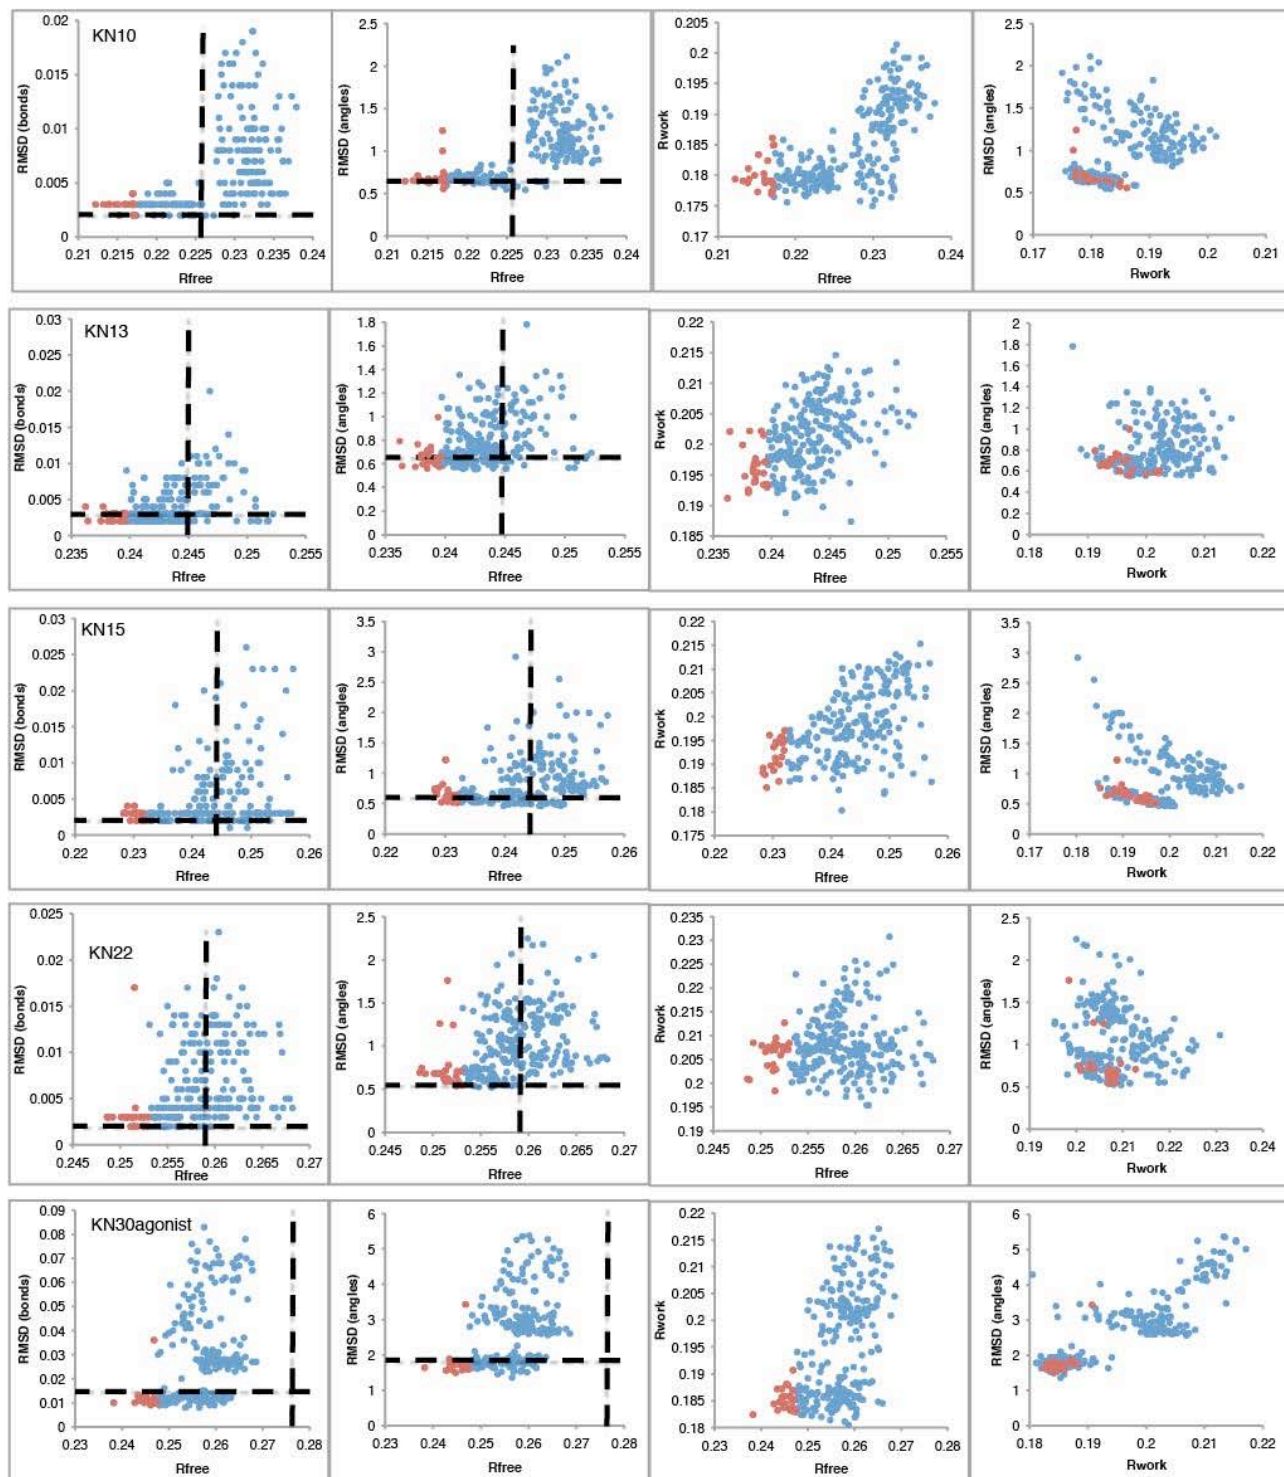 KN10
RMSD (bonds)
0.02
0.015
0.01
0.005
0
0.21 0.215 0.22 0.225 0.23 0.235 0.24
Rfree
RMSD (angles)
2.5
2
1.5
1
0.5
0
0.21 0.215 0.22 0.225 0.23 0.235 0.24
Rfree
Rwork
0.205
0.2
0.195
0.19
0.185
0.18
0.175
0.17
0.21 0.22 0.23 0.24
Rfree
RMSD (angles)
2.5
2
1.5
1
0.5
0
0.17 0.18 0.19 0.2 0.21
Rwork
KN13
RMSD (bonds)
0.03
0.025
0.02
0.015
0.01
0.005
0
0.235 0.24 0.245 0.25 0.255
Rfree
RMSD (angles)
1.8
1.6
1.4
1.2
1
0.8
0.6
0.4
0.2
0
0.235 0.24 0.245 0.25 0.255
Rfree
Rwork
0.22
0.215
0.21
0.205
0.2
0.195
0.19
0.185
0.235 0.24 0.245 0.25 0.255
Rfree
RMSD (angles)
2
1.8
1.6
1.4
1.2
1
0.8
0.6
0.4
0.2
0
0.18 0.19 0.2 0.21 0.22
Rwork
KN15
RMSD (bonds)
0.03
0.025
0.02
0.015
0.01
0.005
0
0.22 0.23 0.24 0.25 0.26
Rfree
RMSD (angles)
3.5
3
2.5
2
1.5
1
0.5
0
0.22 0.23 0.24 0.25 0.26
Rfree
Rwork
0.22
0.215
0.21
0.205
0.2
0.195
0.19
0.185
0.18
0.175
0.22 0.23 0.24 0.25 0.26
Rfree
RMSD (angles)
3.5
3
2.5
2
1.5
1
0.5
0
0.17 0.18 0.19 0.2 0.21 0.22
Rwork
KN22
RMSD (bonds)
0.025
0.02
0.015
0.01
0.005
0
0.245 0.25 0.255 0.26 0.265 0.27
Rfree
RMSD (angles)
2.5
2
1.5
1
0.5
0
0.245 0.25 0.255 0.26 0.265 0.27
Rfree
Rwork
0.235
0.23
0.225
0.22
0.215
0.21
0.205
0.2
0.195
0.19
0.245 0.25 0.255 0.26 0.265 0.27
Rfree
RMSD (angles)
2.5
2
1.5
1
0.5
0
0.19 0.2 0.21 0.22 0.23 0.24
Rwork
KN30agonist
RMSD (bonds)
0.09
0.08
0.07
0.06
0.05
0.04
0.03
0.02
0.01
0
0.23 0.24 0.25 0.26 0.27 0.28
Rfree
RMSD (angles)
6
5
4
3
2
1
0
0.23 0.24 0.25 0.26 0.27 0.28
Rfree
Rwork
0.22
0.215
0.21
0.205
0.2
0.195
0.19
0.185
0.18
0.23 0.24 0.25 0.26 0.27 0.28
Rfree
RMSD (angles)
6
5
4
3
2
1
0
0.18 0.19 0.2 0.21 0.22
Rwork